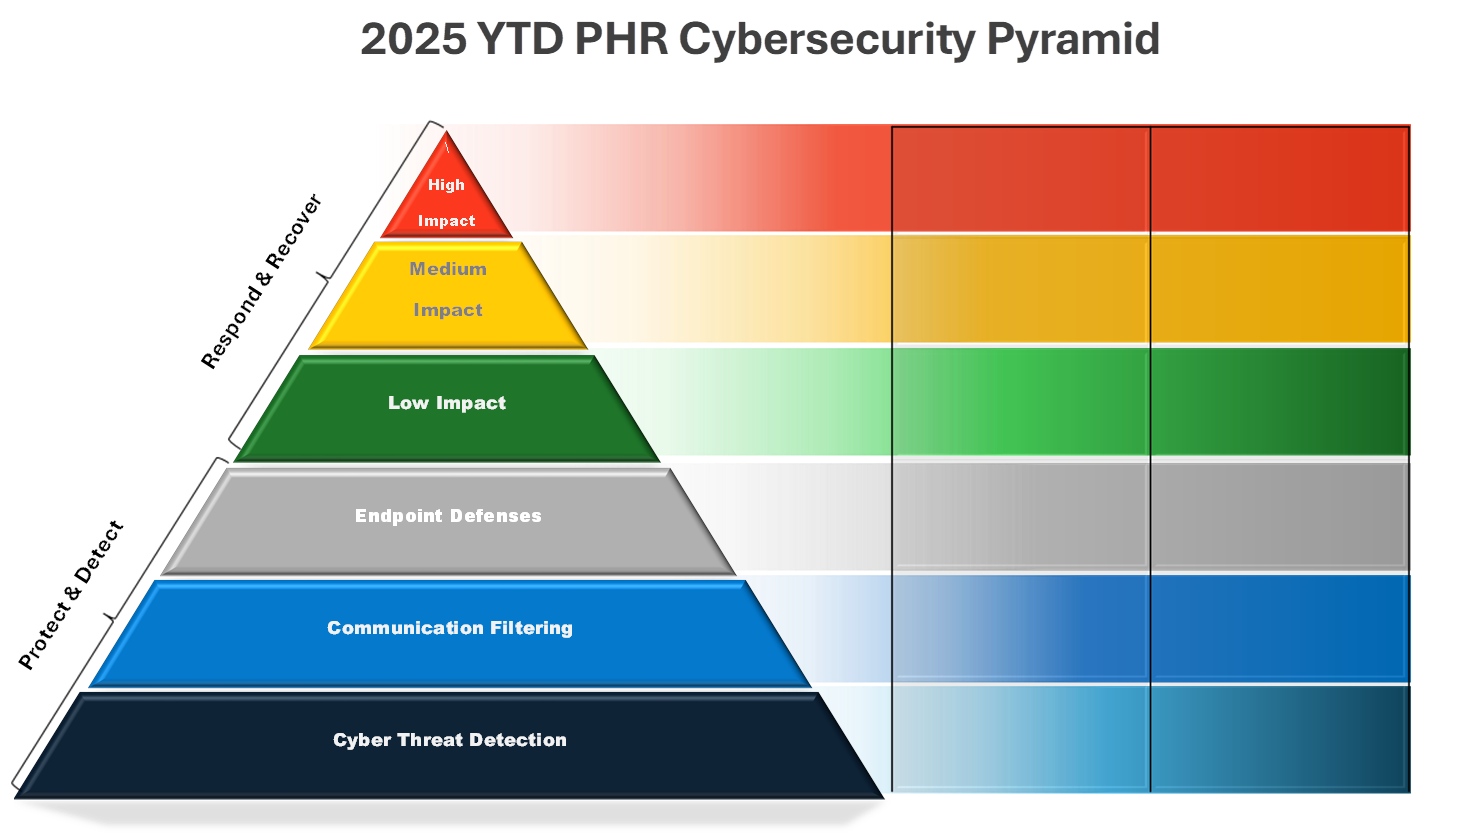 2025 YTD PHR Cybersecurity Pyramid
High
Impact
Medium
Impact
Low Impact
Endpoint Defenses
Communication Filtering
Cyber Threat Detection
Respond & Recover
Protect & Detect